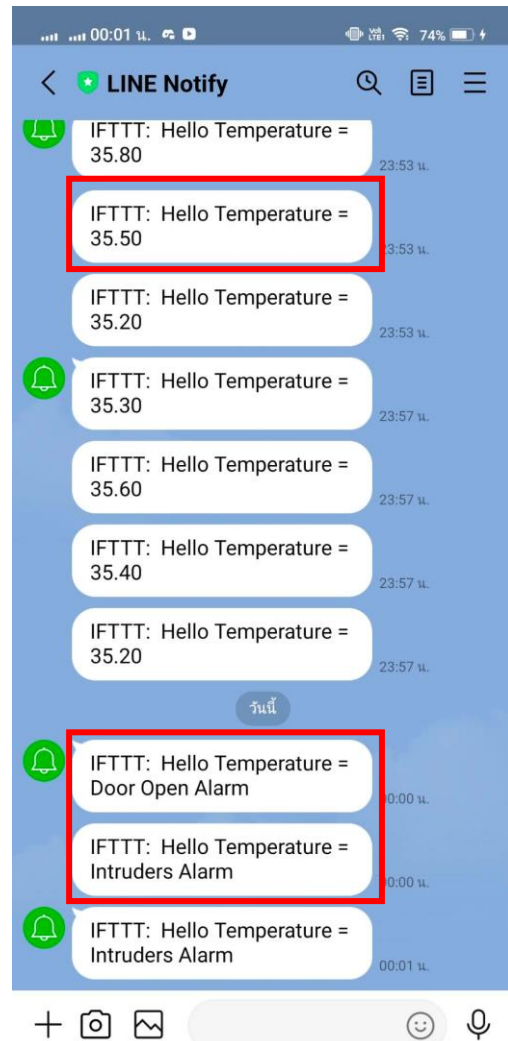 00:01 น. 74%
LINE Notify
IFTTT: Hello Temperature =
35.80
23:53 น.
IFTTT: Hello Temperature =
35.50
23:53 น.
IFTTT: Hello Temperature =
35.20
23:53 น.
IFTTT: Hello Temperature =
35.30
23:57 น.
IFTTT: Hello Temperature =
35.60
23:57 น.
IFTTT: Hello Temperature =
35.40
23:57 น.
IFTTT: Hello Temperature =
35.20
23:57 น.
วันนี้
IFTTT: Hello Temperature =
Door Open Alarm
00:00 น.
IFTTT: Hello Temperature =
Intruders Alarm
00:00 น.
IFTTT: Hello Temperature =
Intruders Alarm
00:01 น.